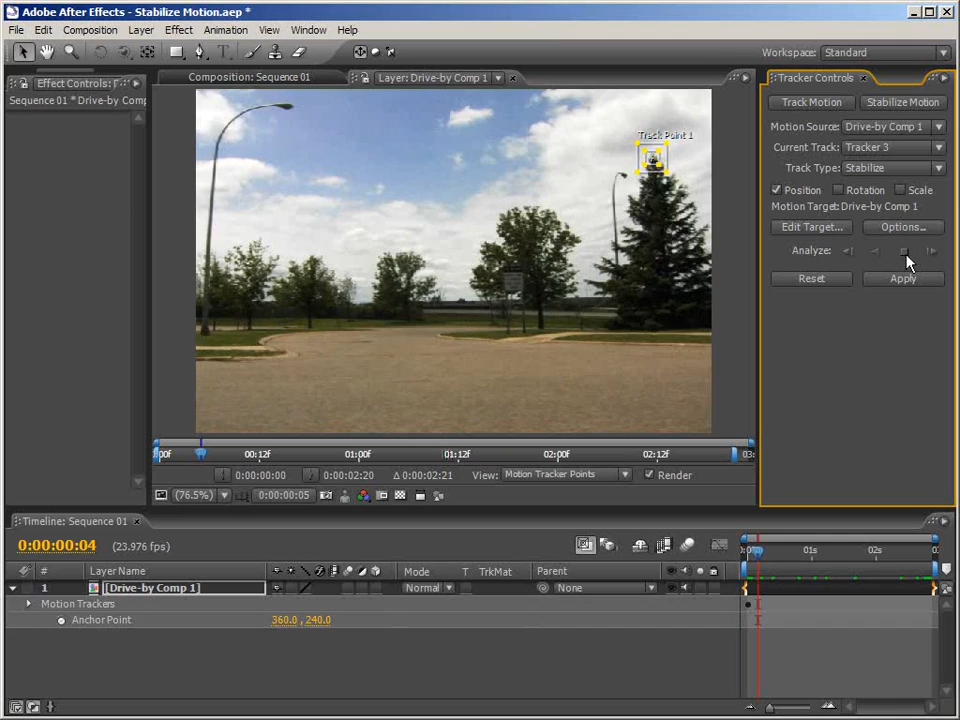 Adobe After Effects - Stabilize Motion.aep *
File Edit Composition Layer Effect Animation View Window Help
Workspace: Standard
Effect Controls:
Sequence 01 * Drive-by Comp
Composition: Sequence 01
Layer: Drive-by Comp 1
Track Point 1
Tracker Controls
Track Motion Stabilize Motion
Motion Source: Drive-by Comp 1
Current Track: Tracker 3
Track Type: Stabilize
Position Rotation Scale
Motion Target: Drive-by Comp 1
Edit Target... Options...
Analyze:
Reset Apply
00f 00:12f 01:00f 01:12f 02:00f 02:12f 03:
0:00:00:00 0:00:02:20 Δ 0:00:02:21 View: Motion Tracker Points Render
(76.5%) 0:00:00:05
Timeline: Sequence 01
0:00:00:04 (23.976 fps)
01s 02s
# Layer Name Mode T TrkMat Parent
1 [Drive-by Comp 1] Normal None
Motion Trackers
Anchor Point 360.0, 240.0